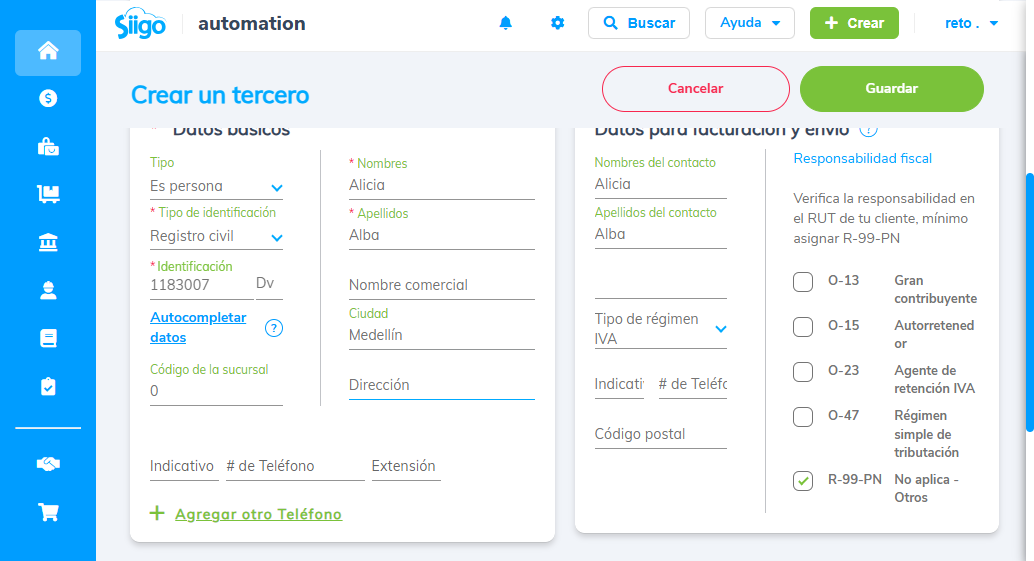 Siigo
automation
Buscar
Ayuda
Crear
reto .
Crear un tercero
Cancelar
Guardar
* Datos básicos
Tipo
Es persona
* Tipo de identificación
Registro civil
* Identificación
1183007
Dv
Autocompletar
datos
?
Código de la sucursal
0
* Nombres
Alicia
* Apellidos
Alba
Nombre comercial
Ciudad
Medellín
Dirección
Indicativo
# de Teléfono
Extensión
+ Agregar otro Teléfono
Datos para facturación y envío ?
Nombres del contacto
Alicia
Apellidos del contacto
Alba
Tipo de régimen
IVA
Indicati
# de Teléfo
Código postal
Responsabilidad fiscal
Verifica la responsabilidad en
el RUT de tu cliente, mínimo
asignar R-99-PN
O-13 Gran
contribuyente
O-15 Autorretened
or
O-23 Agente de
retención IVA
O-47 Régimen
simple de
tributación
R-99-PN No aplica -
Otros